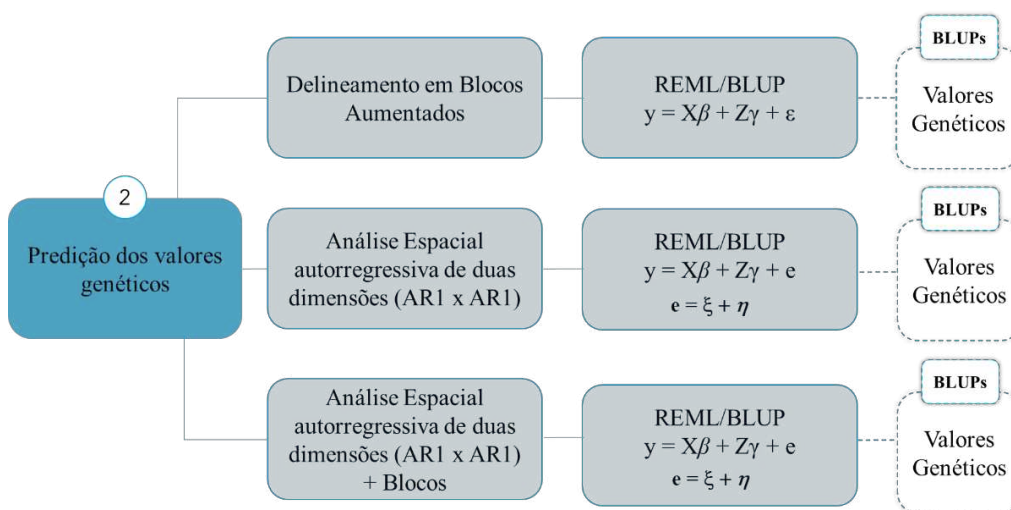 2
Predição dos valores
genéticos
Delineamento em Blocos
Aumentados
REML/BLUP
y = Xβ + Zγ + ε
BLUPs
Valores
Genéticos
Análise Espacial
autorregressiva de duas
dimensões (AR1 x AR1)
REML/BLUP
y = Xβ + Zγ + e
e = ξ + η
BLUPs
Valores
Genéticos
Análise Espacial
autorregressiva de duas
dimensões (AR1 x AR1)
+ Blocos
REML/BLUP
y = Xβ + Zγ + e
e = ξ + η
BLUPs
Valores
Genéticos